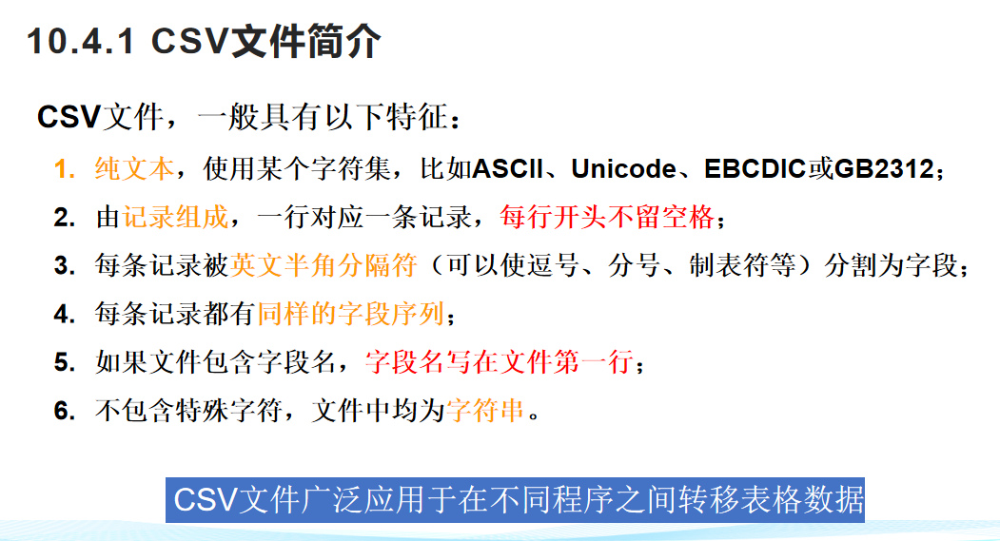 10.4.1 CSV文件简介
CSV文件，一般具有以下特征：
1. 纯文本，使用某个字符集，比如ASCII、Unicode、EBCDIC或GB2312；
2. 由记录组成，一行对应一条记录，每行开头不留空格；
3. 每条记录被英文半角分隔符（可以使逗号、分号、制表符等）分割为字段；
4. 每条记录都有同样的字段序列；
5. 如果文件包含字段名，字段名写在文件第一行；
6. 不包含特殊字符，文件中均为字符串。
CSV文件广泛应用于在不同程序之间转移表格数据